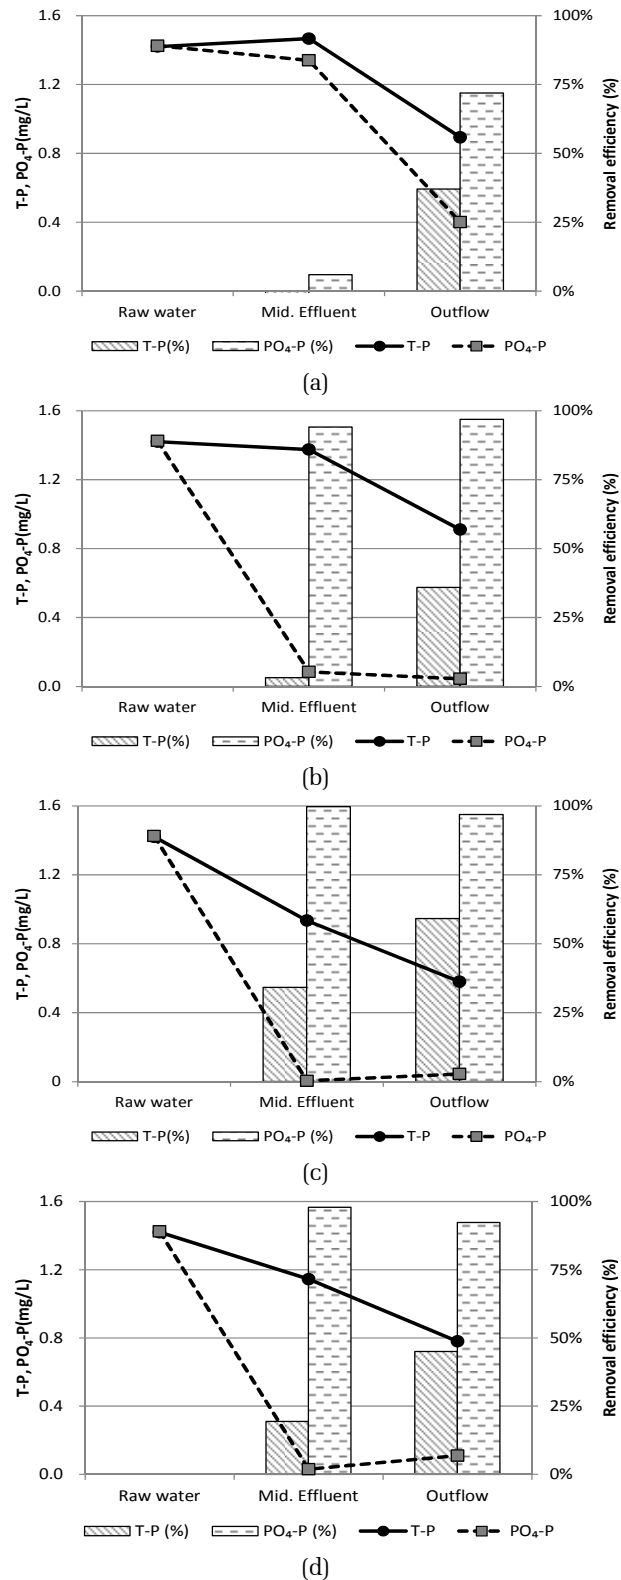 1.6 100%
1.2 75%
0.8 50%
0.4 25%
0.0 0%
T-P, PO₄-P(mg/L)
Removal efficiency (%)
Raw water Mid. Effluent Outflow
T-P(%) PO₄-P (%) T-P PO₄-P
(a)
1.6 100%
1.2 75%
0.8 50%
0.4 25%
0.0 0%
T-P, PO₄-P(mg/L)
Removal efficiency (%)
Raw water Mid. Effluent Outflow
T-P(%) PO₄-P (%) T-P PO₄-P
(b)
1.6 100%
1.2 75%
0.8 50%
0.4 25%
0 0%
T-P, PO₄-P(mg/L)
Removal efficiency (%)
Raw water Mid. Effluent Outflow
T-P(%) PO₄-P (%) T-P PO₄-P
(c)
1.6 100%
1.2 75%
0.8 50%
0.4 25%
0.0 0%
T-P, PO₄-P(mg/L)
Removal efficiency (%)
Raw water Mid. Effluent Outflow
T-P (%) PO₄-P (%) T-P PO₄-P
(d)